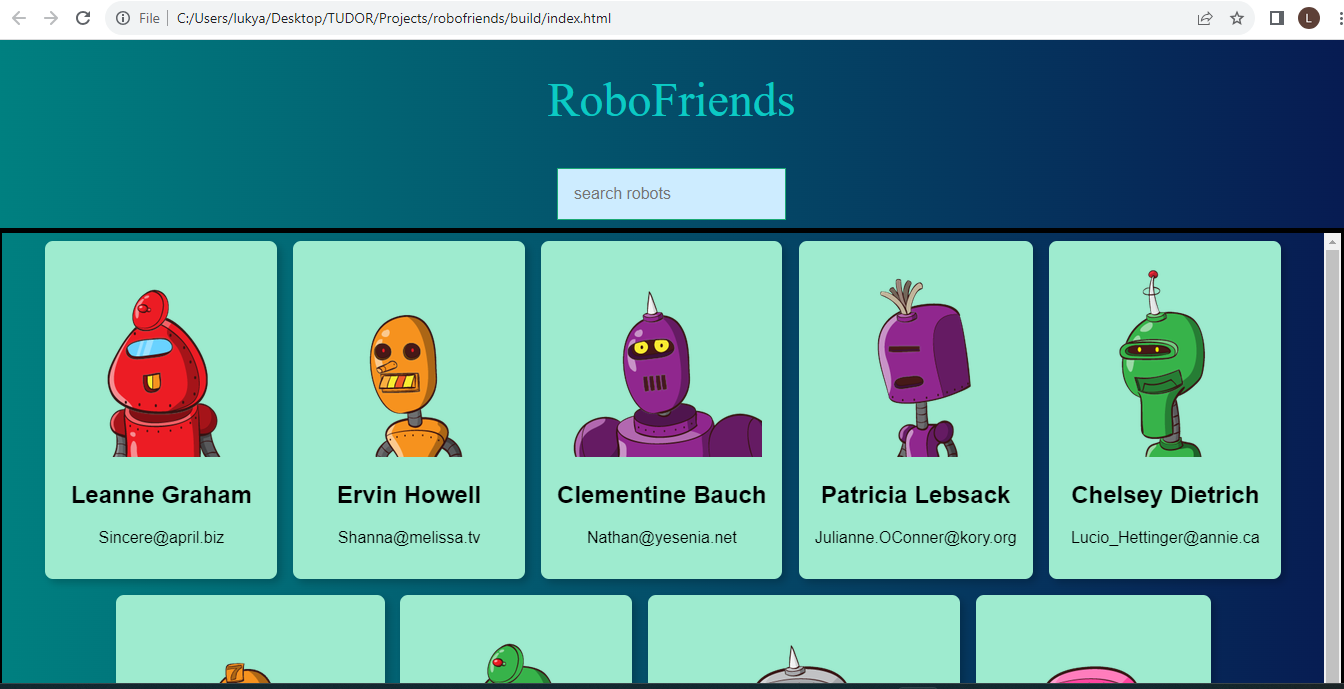 File C:/Users/lukya/Desktop/TUDOR/Projects/robofriends/build/index.html
L
RoboFriends
search robots
Leanne Graham
Sincere@april.biz
Ervin Howell
Shanna@melissa.tv
Clementine Bauch
Nathan@yesenia.net
Patricia Lebsack
Julianne.OConner@kory.org
Chelsey Dietrich
Lucio_Hettinger@annie.ca
7